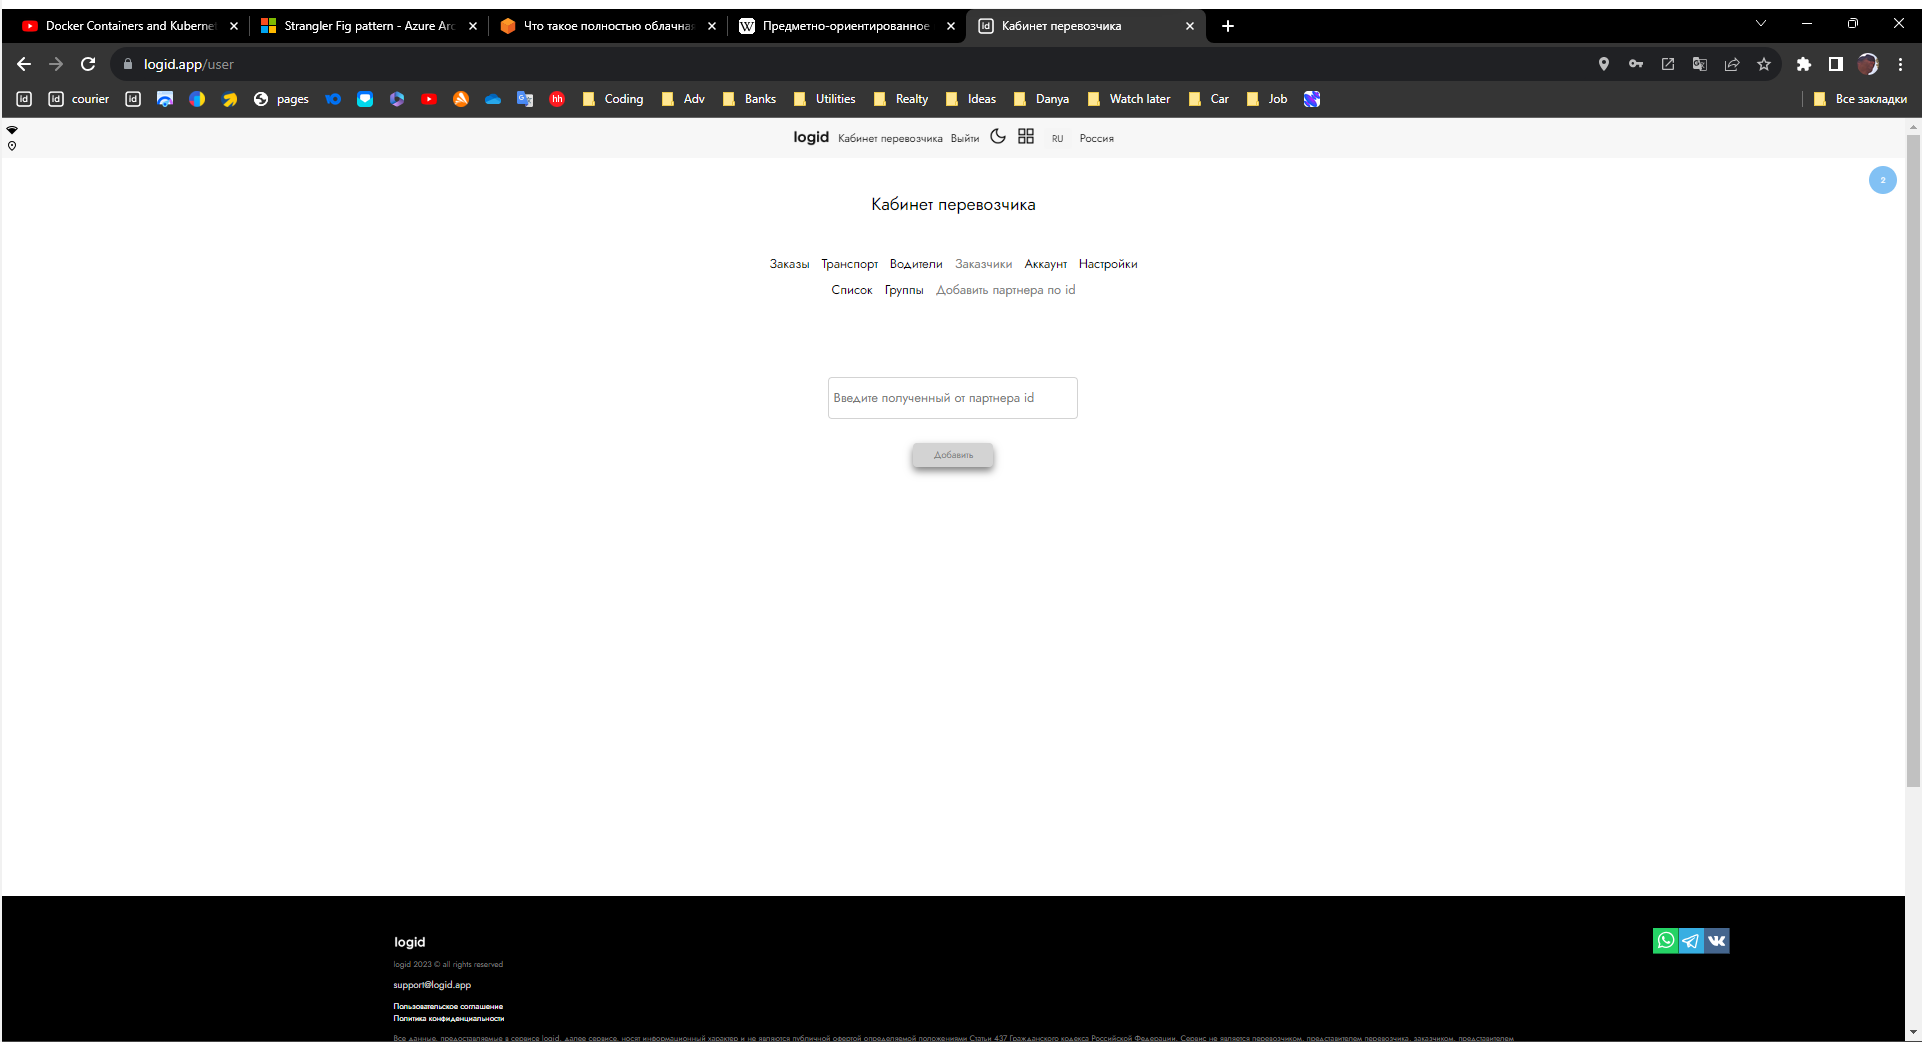 Docker Containers and Kubernet
Strangler Fig pattern - Azure Arc
Что такое полностью облачная
Предметно-ориентированное
Кабинет перевозчика
logid.app/user
courier
pages
Coding
Adv
Banks
Utilities
Realty
Ideas
Danya
Watch later
Car
Job
Все закладки
logid Кабинет перевозчика Выйти RU Россия
2
Кабинет перевозчика
Заказы Транспорт Водители Заказчики Аккаунт Настройки
Список Группы Добавить партнера по id
Введите полученный от партнера id
Добавить
logid
logid 2023 © all rights reserved
support@logid.app
Пользовательское соглашение
Политика конфиденциальности
Все данные, предоставляемые в сервисе logid, далее сервисе, носят информационный характер и не являются публичной офертой определяемой положениями Статьи 437 Гражданского кодекса Российской Федерации. Сервис не является перевозчиком, представителем перевозчика, заказчиком, представителем